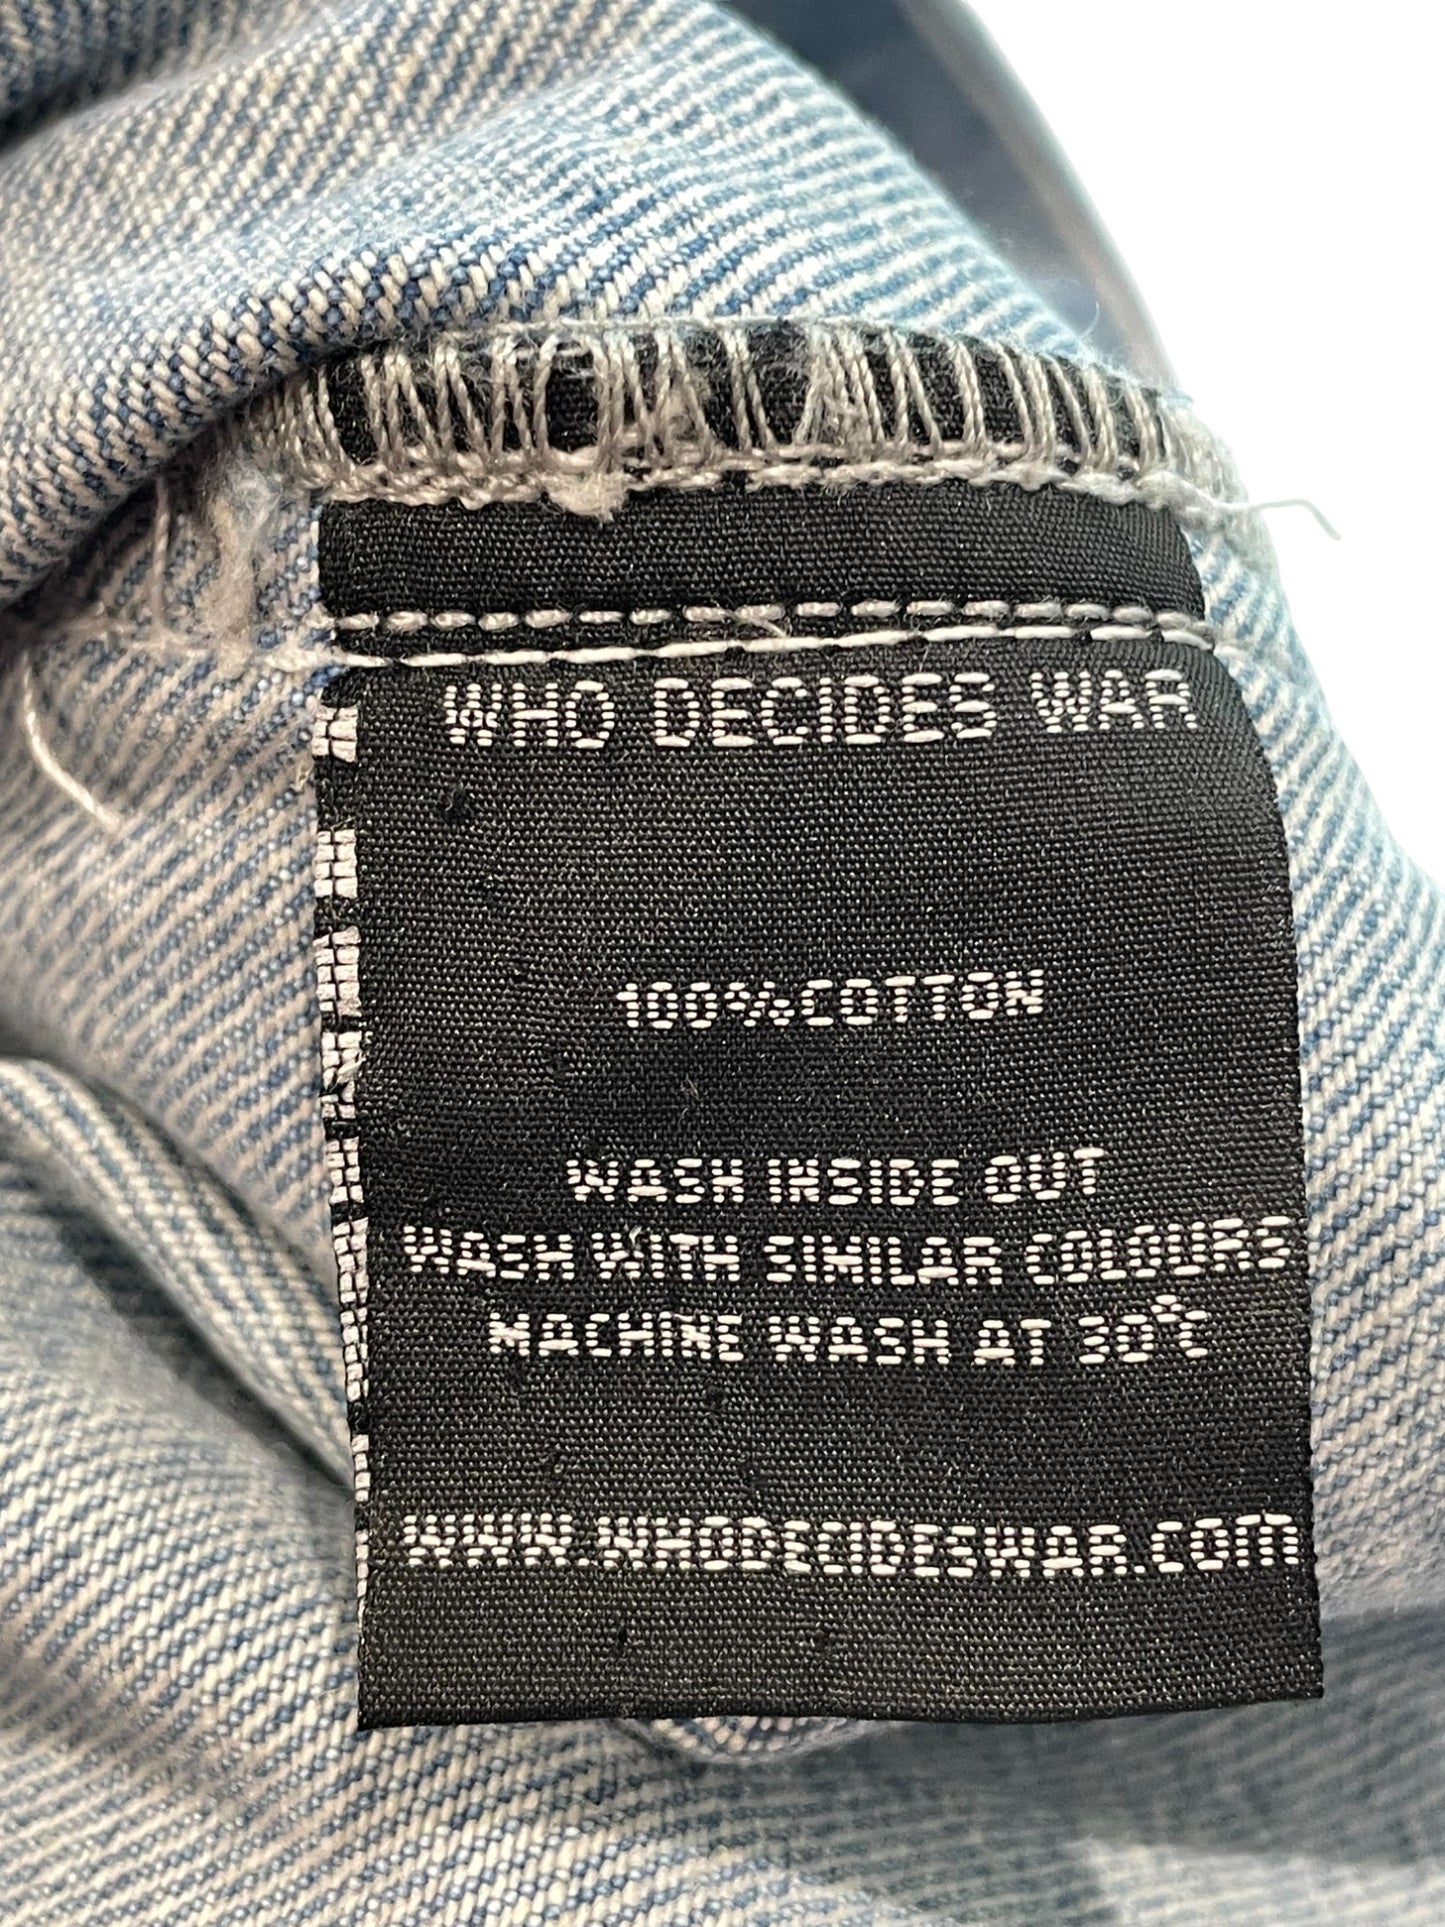 WHO DECIDES WAR
100%COTTON
WASH INSIDE OUT
WASH WITH SIMILAR COLOURS
MACHINE WASH AT 30°C
WWW.WHODECIDESWAR.COM